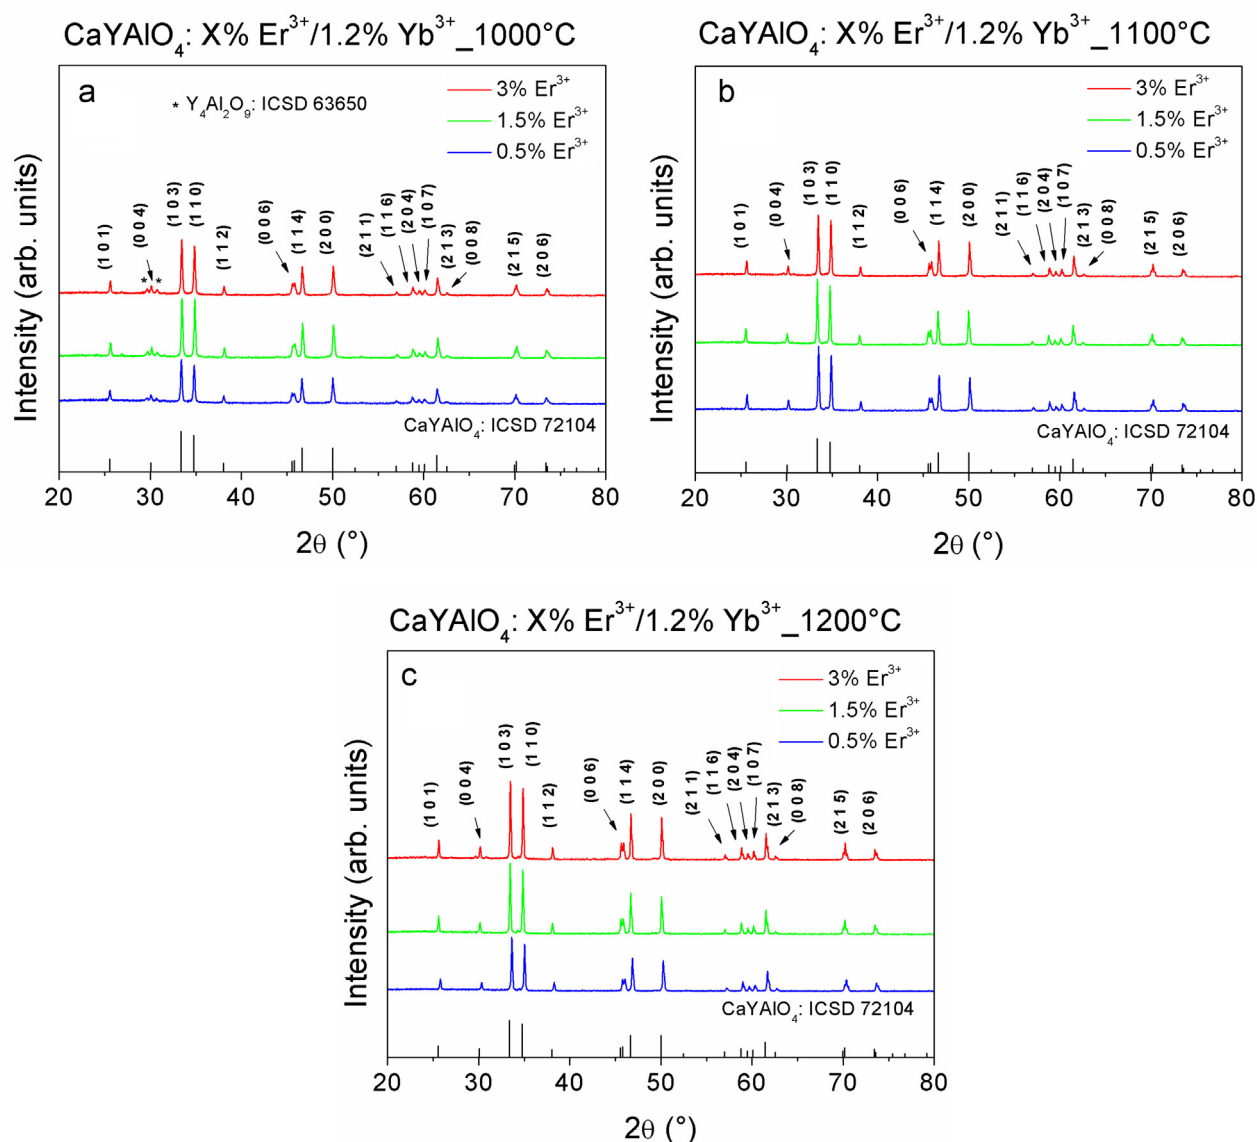 CaYAlO₄: X% Er³⁺/1.2% Yb³⁺_1000°C
a
* Y₄Al₂O₉: ICSD 63650
3% Er³⁺
1.5% Er³⁺
0.5% Er³⁺
(1 0 1)
(0 0 4)
(1 0 3)
(1 1 0)
(1 1 2)
(0 0 6)
(1 1 4)
(2 0 0)
(2 1 1)
(1 1 6)
(2 0 4)
(1 0 7)
(2 1 3)
(0 0 8)
(2 1 5)
(2 0 6)
* *
CaYAlO₄: ICSD 72104
Intensity (arb. units)
20 30 40 50 60 70 80
2θ (°)
CaYAlO₄: X% Er³⁺/1.2% Yb³⁺_1100°C
b
3% Er³⁺
1.5% Er³⁺
0.5% Er³⁺
(1 0 1)
(0 0 4)
(1 0 3)
(1 1 0)
(1 1 2)
(0 0 6)
(1 1 4)
(2 0 0)
(2 1 1)
(1 1 6)
(2 0 4)
(1 0 7)
(2 1 3)
(0 0 8)
(2 1 5)
(2 0 6)
CaYAlO₄: ICSD 72104
Intensity (arb. units)
20 30 40 50 60 70 80
2θ (°)
CaYAlO₄: X% Er³⁺/1.2% Yb³⁺_1200°C
c
3% Er³⁺
1.5% Er³⁺
0.5% Er³⁺
(1 0 1)
(0 0 4)
(1 0 3)
(1 1 0)
(1 1 2)
(0 0 6)
(1 1 4)
(2 0 0)
(2 1 1)
(1 1 6)
(2 0 4)
(1 0 7)
(2 1 3)
(0 0 8)
(2 1 5)
(2 0 6)
CaYAlO₄: ICSD 72104
Intensity (arb. units)
20 30 40 50 60 70 80
2θ (°)